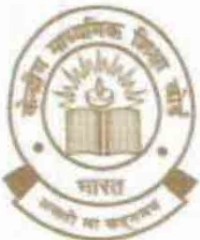 केन्द्रीय माध्यमिक शिक्षा बोर्ड
भारत
असतो मा सद्गमय